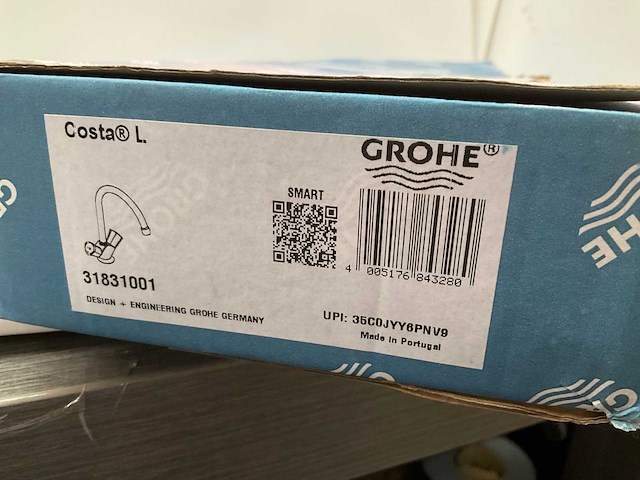 Costa® L.
GROHE®
SMART
4 005176 843280
31831001
DESIGN + ENGINEERING GROHE GERMANY
UPI: 35C0JYY6PNV9
Made in Portugal